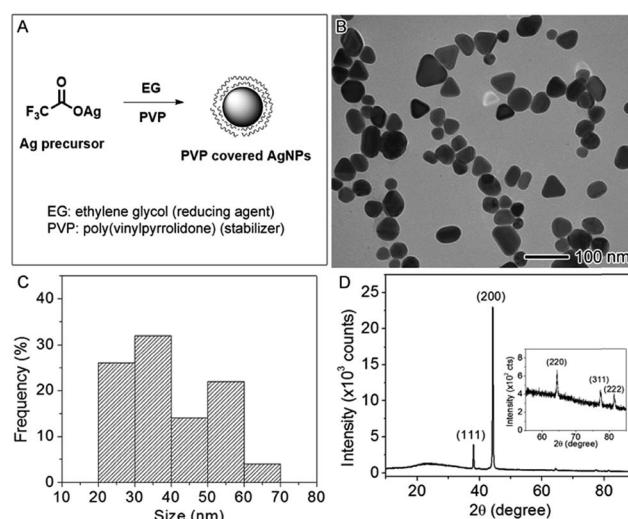 A
O
F₃C
OAg
EG
PVP
Ag precursor
PVP covered AgNPs
EG: ethylene glycol (reducing agent)
PVP: poly(vinylpyrrolidone) (stabilizer)
B
100 nm
C
Frequency (%)
40
30
20
10
0
10 20 30 40 50 60 70 80
Size (nm)
D
Intensity (x10³ counts)
25
20
15
10
5
0
(111)
(200)
20 40 60 80
2θ (degree)
Intensity (x10² cts)
8
6
4
2
0
(220)
(311)
(222)
60 70 80
2θ (degree)